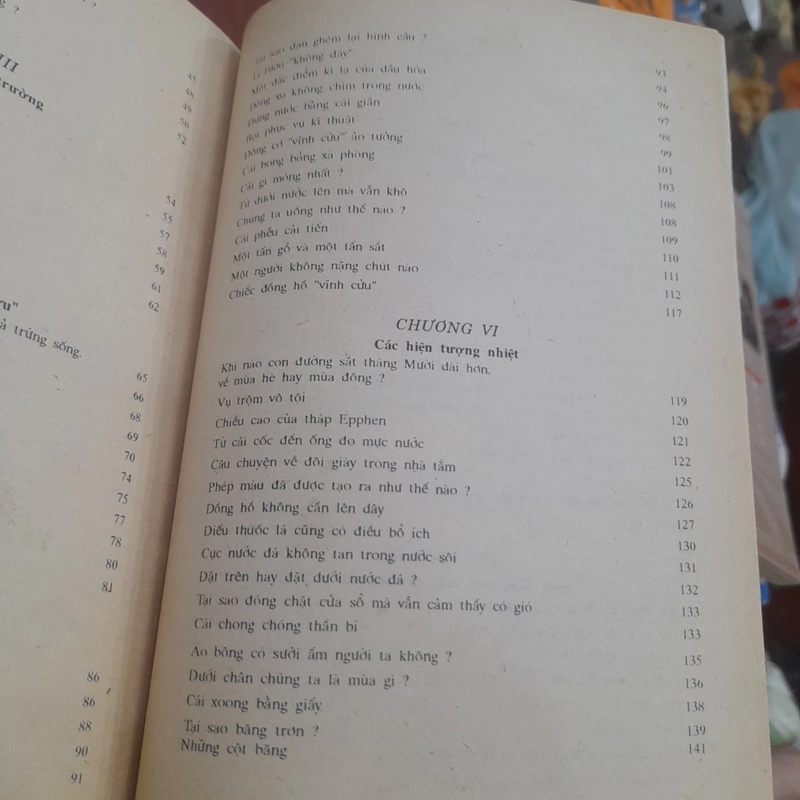 ?
III
trường
45
48
49
50
52
54
55
57
58
59
61
62
ru"
ả trứng sống.
65
66
68
69
70
74
75
77
78
80
81
86
86
88
90
91
Tại sao đạn ghém lại hình cầu ?
Li rượu "không đáy"
Một đặc điểm kì lạ của dầu hỏa 93
Đồng xu không chìm trong nước 94
Đựng nước bằng cái giần 96
Bọt phục vụ kĩ thuật 97
Động cơ "vĩnh cửu" ảo tưởng 98
Cái bong bóng xà phòng 99
Cái gì mỏng nhất ? 101
Từ dưới nước lên mà vẫn khô 103
Chúng ta uống như thế nào ? 108
Cái phễu cải tiến 108
Một tấn gỗ và một tấn sắt 109
Một người không nặng chút nào 110
Chiếc đồng hồ "vĩnh cửu" 111
112
117
CHƯƠNG VI
Các hiện tượng nhiệt
Khi nào con đường sắt tháng Mười dài hơn,
về mùa hè hay mùa đông ?
Vụ trộm vô tội 119
Chiều cao của tháp Epphen 120
Từ cái cốc đến ống đo mực nước 121
Câu chuyện về đôi giày trong nhà tắm 122
Phép màu đã được tạo ra như thế nào ? 125
Đồng hồ không cần lên dây 126
Điếu thuốc lá cũng có điều bổ ích 127
Cục nước đá không tan trong nước sôi 130
Đặt trên hay đặt dưới nước đá ? 131
Tại sao đóng chặt cửa sổ mà vẫn cảm thấy có gió 132
Cái chong chóng thần bí 133
133
Áo bông có sưởi ấm người ta không ? 135
Dưới chân chúng ta là mùa gì ? 136
Cái xoong bằng giấy 138
Tại sao băng trơn ? 139
Những cột băng 141